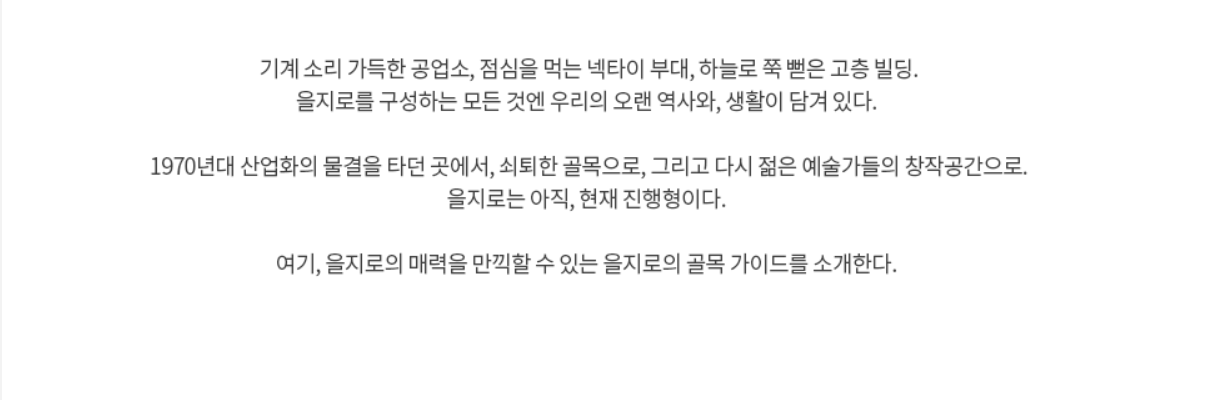 기계 소리 가득한 공업소, 점심을 먹는 넥타이 부대, 하늘로 쭉 뻗은 고층 빌딩.
을지로를 구성하는 모든 것엔 우리의 오랜 역사와, 생활이 담겨 있다.
1970년대 산업화의 물결을 타던 곳에서, 쇠퇴한 골목으로, 그리고 다시 젊은 예술가들의 창작공간으로.
을지로는 아직, 현재 진행형이다.
여기, 을지로의 매력을 만끽할 수 있는 을지로의 골목 가이드를 소개한다.